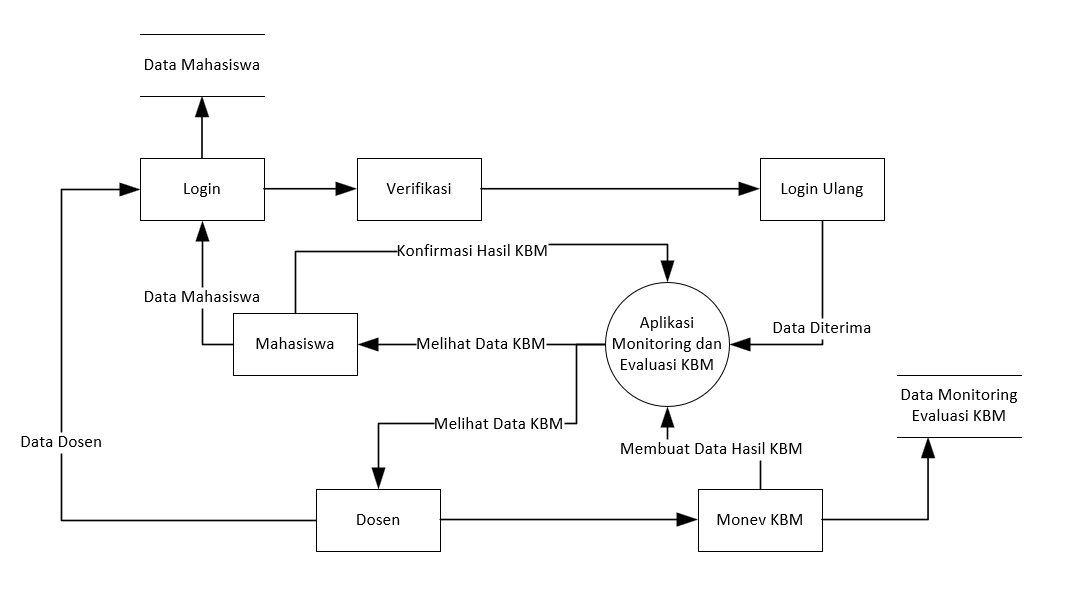 Data Mahasiswa
Login
Verifikasi
Login Ulang
Konfirmasi Hasil KBM
Data Mahasiswa
Aplikasi
Monitoring dan
Evaluasi KBM
Data Diterima
Mahasiswa
Melihat Data KBM
Data Monitoring
Evaluasi KBM
Melihat Data KBM
Data Dosen
Membuat Data Hasil KBM
Dosen
Monev KBM